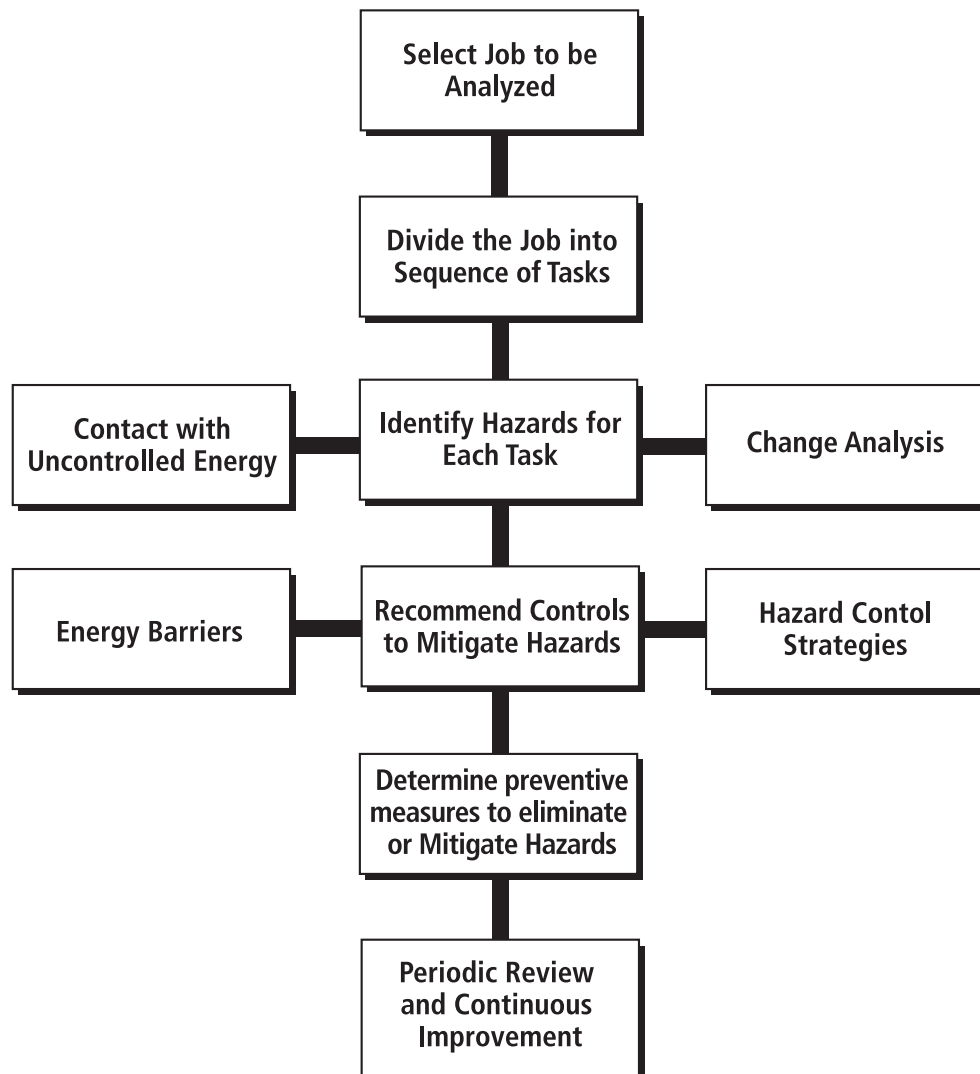 Select Job to be
Analyzed
Divide the Job into
Sequence of Tasks
Contact with
Uncontrolled Energy
Identify Hazards for
Each Task
Change Analysis
Energy Barriers
Recommend Controls
to Mitigate Hazards
Hazard Contol
Strategies
Determine preventive
measures to eliminate
or Mitigate Hazards
Periodic Review
and Continuous
Improvement